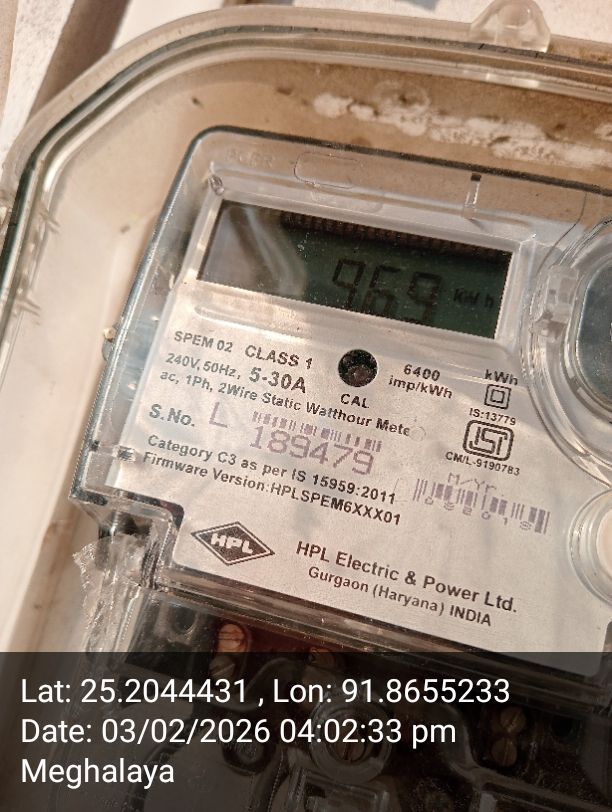 969 kWh
SPEM 02 CLASS 1
240V, 50Hz, 5-30A
ac, 1Ph, 2Wire Static Watthour Meter
CAL
6400
imp/kWh
kWh
IS:13779
ISI
CM/L-9190783
S.No. L 189479
Category C3 as per IS 15959:2011
Firmware Version:HPLSPEM6XXX01
M/Yr.
HPL
HPL Electric & Power Ltd.
Gurgaon (Haryana) INDIA
Lat: 25.2044431 , Lon: 91.8655233
Date: 03/02/2026 04:02:33 pm
Meghalaya